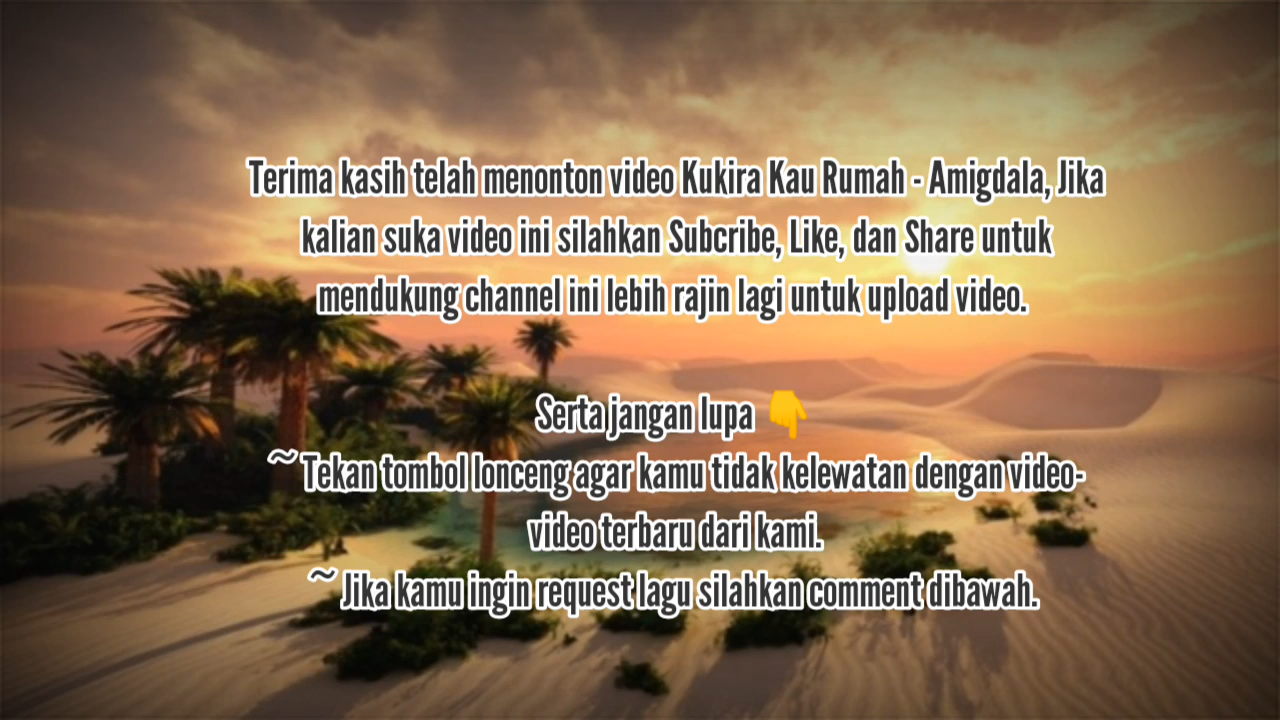 Terima kasih telah menonton video Kukira Kau Rumah - Amigdala, Jika
kalian suka video ini silahkan Subcribe, Like, dan Share untuk
mendukung channel ini lebih rajin lagi untuk upload video.
Serta jangan lupa 👇
~ Tekan tombol lonceng agar kamu tidak kelewatan dengan video-
video terbaru dari kami.
~ Jika kamu ingin request lagu silahkan comment dibawah.